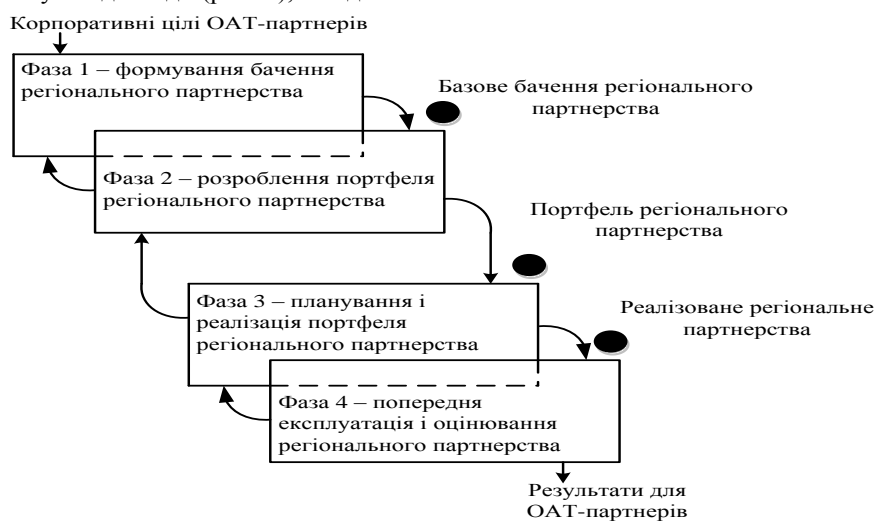 Корпоративні цілі ОАТ-партнерів
Фаза 1 – формування бачення
регіонального партнерства
Базове бачення регіонального
партнерства
Фаза 2 – розроблення портфеля
регіонального партнерства
Портфель регіонального
партнерства
Фаза 3 – планування і
реалізація портфеля
регіонального партнерства
Реалізоване регіональне
партнерства
Фаза 4 – попередня
експлуатація і оцінювання
регіонального партнерства
Результати для
ОАТ-партнерів